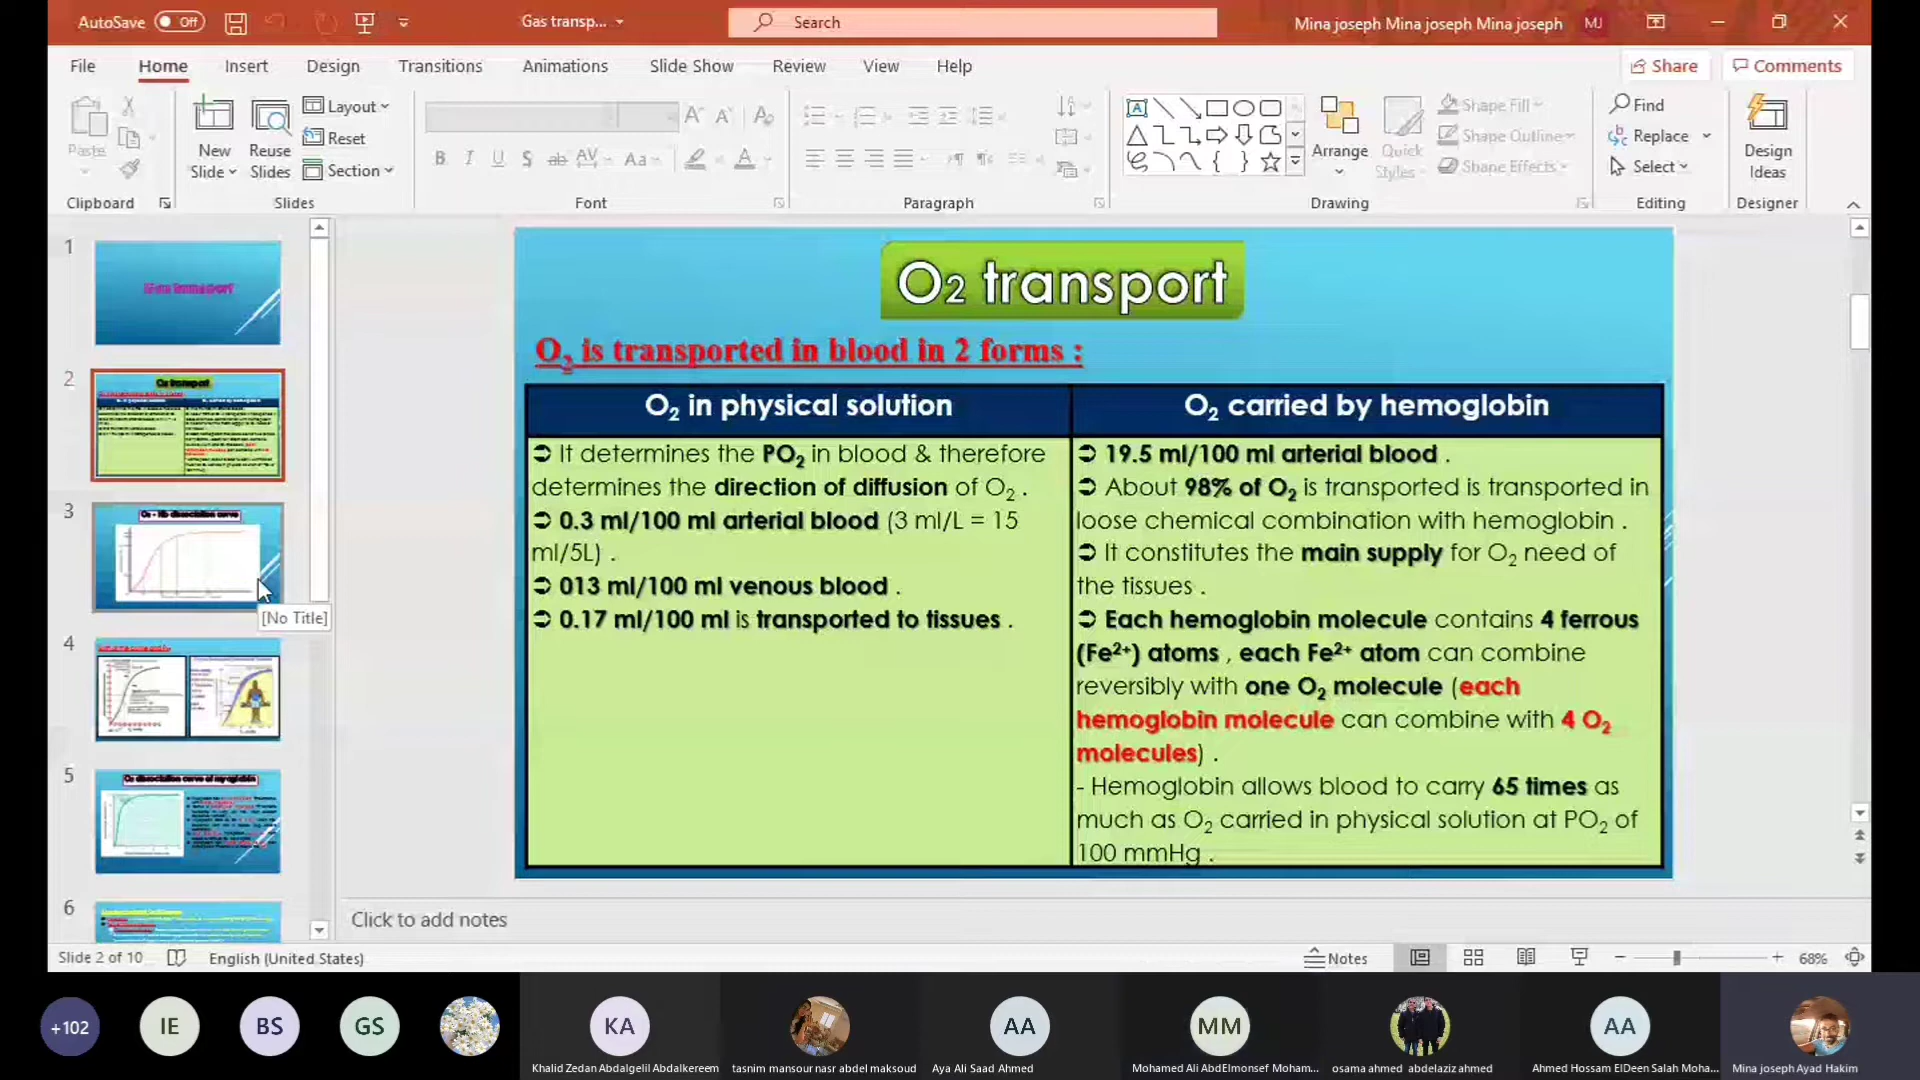 AutoSave Off Gas transp... Search Mina joseph Mina joseph Mina joseph MJ
File Home Insert Design Transitions Animations Slide Show Review View Help Share Comments
Paste New Slide Reuse Slides Layout Reset Section
Arrange Quick Styles Shape Fill Shape Outline Shape Effects Find Replace Select Design Ideas
Clipboard Slides Font Paragraph Drawing Editing Designer
1
2
3
[No Title]
4
5
6
O2 transport
O2 is transported in blood in 2 forms :
O2 in physical solution
➲ It determines the PO2 in blood & therefore
determines the direction of diffusion of O2 .
➲ 0.3 ml/100 ml arterial blood (3 ml/L = 15
ml/5L) .
➲ 013 ml/100 ml venous blood .
➲ 0.17 ml/100 ml is transported to tissues .
O2 carried by hemoglobin
➲ 19.5 ml/100 ml arterial blood .
➲ About 98% of O2 is transported is transported in
loose chemical combination with hemoglobin .
➲ It constitutes the main supply for O2 need of
the tissues .
➲ Each hemoglobin molecule contains 4 ferrous
(Fe2+) atoms , each Fe2+ atom can combine
reversibly with one O2 molecule (each
hemoglobin molecule can combine with 4 O2
molecules) .
- Hemoglobin allows blood to carry 65 times as
much as O2 carried in physical solution at PO2 of
100 mmHg .
Click to add notes
Slide 2 of 10 English (United States) Notes 68%
+102 IE BS GS KA AA MM AA
Khalid Zedan Abdalgelil Abdalkereem tasnim mansour nasr abdel maksoud Aya Ali Saad Ahmed Mohamed Ali AbdElmonsef Moham... osama ahmed abdelaziz ahmed Ahmed Hossam ElDeen Salah Moha... Mina joseph Ayad Hakim